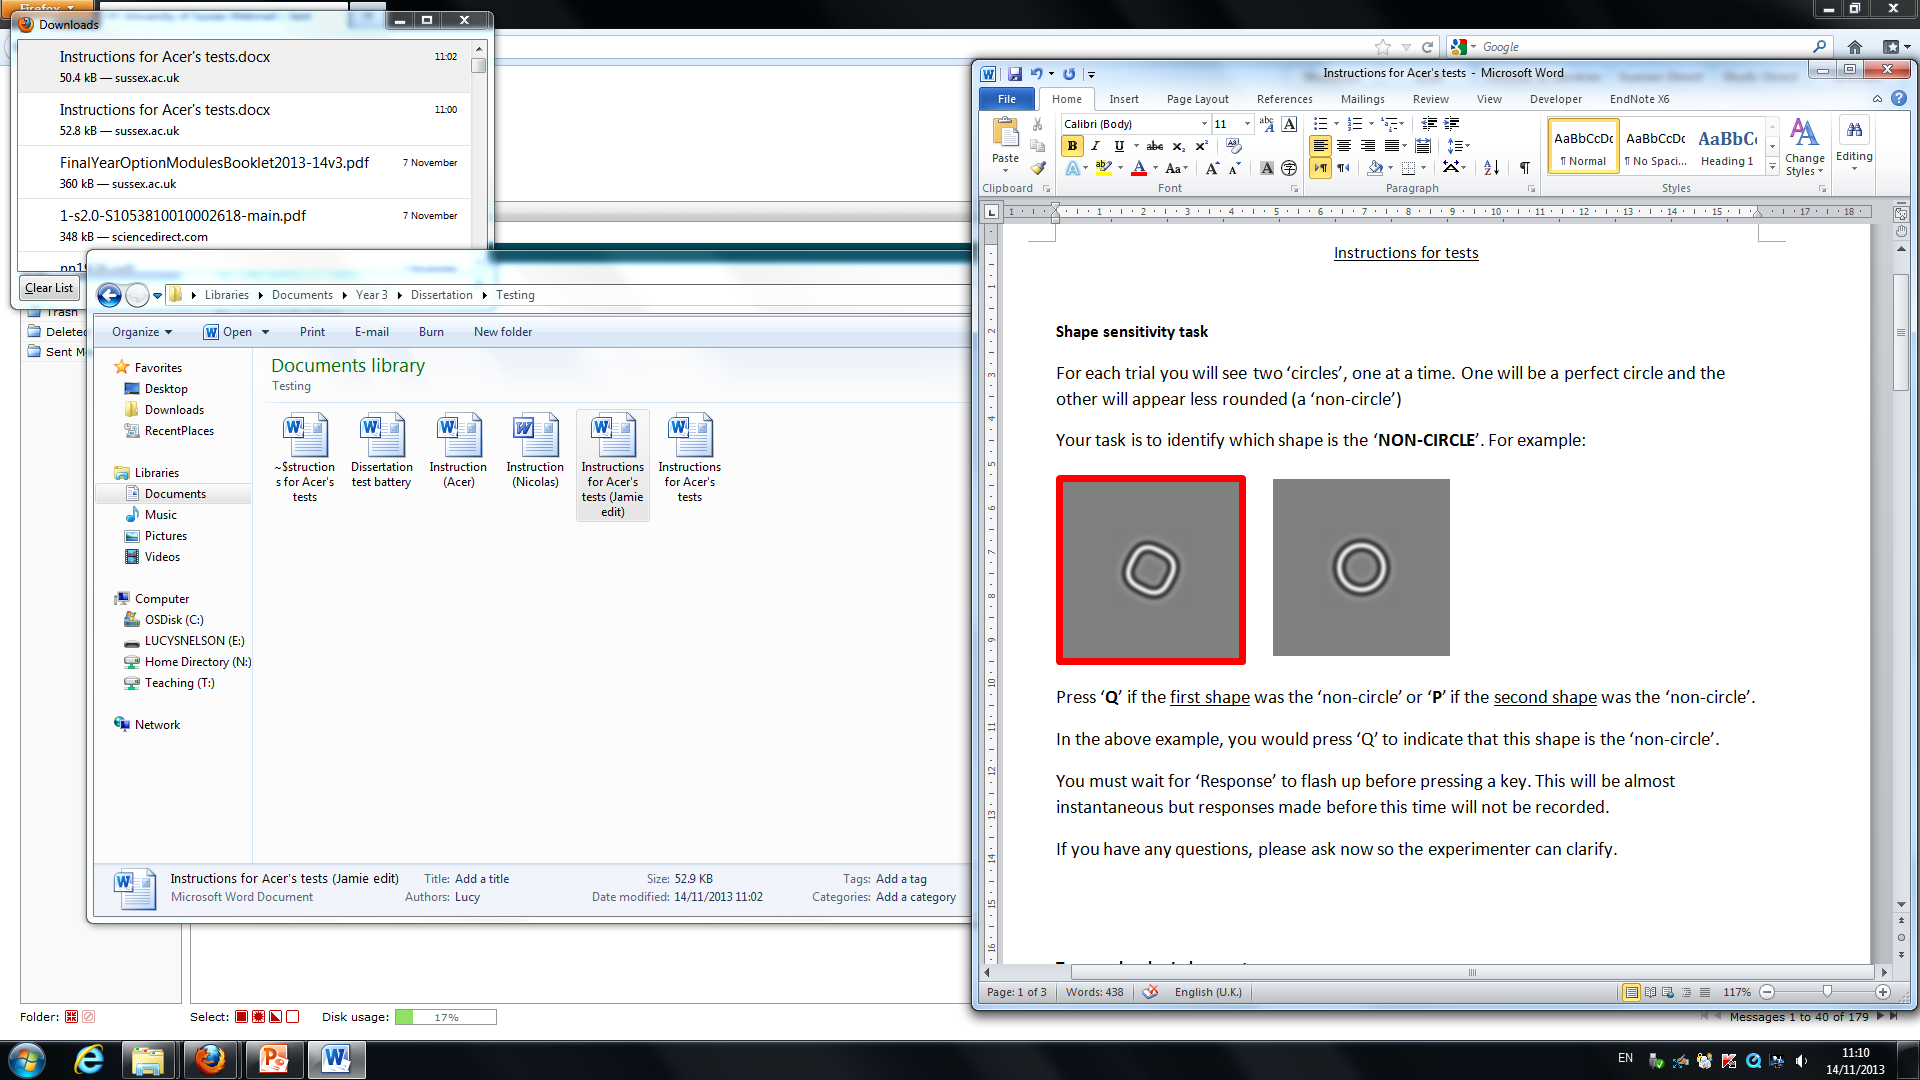 Firefox
Downloads
Instructions for Acer's tests.docx
11:02
50.4 kB — sussex.ac.uk
Instructions for Acer's tests.docx
11:00
52.8 kB — sussex.ac.uk
FinalYearOptionModulesBooklet2013-14v3.pdf
7 November
360 kB — sussex.ac.uk
1-s2.0-S1053810010002618-main.pdf
7 November
348 kB — sciencedirect.com
Clear List
Trash
Deleted
Sent M
Google
Libraries
Documents
Year 3
Dissertation
Testing
Organize
Open
Print
E-mail
Burn
New folder
Favorites
Desktop
Downloads
RecentPlaces
Libraries
Documents
Music
Pictures
Videos
Computer
OSDisk (C:)
LUCYSNELSON (E:)
Home Directory (N:)
Teaching (T:)
Network
Documents library
Testing
~$struction
s for Acer's
tests
Dissertation
test battery
Instruction
(Acer)
Instruction
(Nicolas)
Instructions
for Acer's
tests (Jamie
edit)
Instructions
for Acer's
tests
Instructions for Acer's tests (Jamie edit)
Microsoft Word Document
Title: Add a title
Authors: Lucy
Size: 52.9 KB
Date modified: 14/11/2013 11:02
Tags: Add a tag
Categories: Add a category
Folder:
Select:
Disk usage:
17%
Messages 1 to 40 of 179
Instructions for Acer's tests - Microsoft Word
File
Home
Insert
Page Layout
References
Mailings
Review
View
Developer
EndNote X6
Paste
Clipboard
Calibri (Body)
11
Font
Paragraph
AaBbCcDc
¶ Normal
AaBbCcDc
¶ No Spaci...
AaBbCc
Heading 1
Change
Styles
Styles
Editing
Instructions for tests
Shape sensitivity task
For each trial you will see two ‘circles’, one at a time. One will be a perfect circle and the
other will appear less rounded (a ‘non-circle’)
Your task is to identify which shape is the ‘NON-CIRCLE’. For example:
Press ‘Q’ if the first shape was the ‘non-circle’ or ‘P’ if the second shape was the ‘non-circle’.
In the above example, you would press ‘Q’ to indicate that this shape is the ‘non-circle’.
You must wait for ‘Response’ to flash up before pressing a key. This will be almost
instantaneous but responses made before this time will not be recorded.
If you have any questions, please ask now so the experimenter can clarify.
Page: 1 of 3
Words: 438
English (U.K.)
117%
EN
11:10
14/11/2013